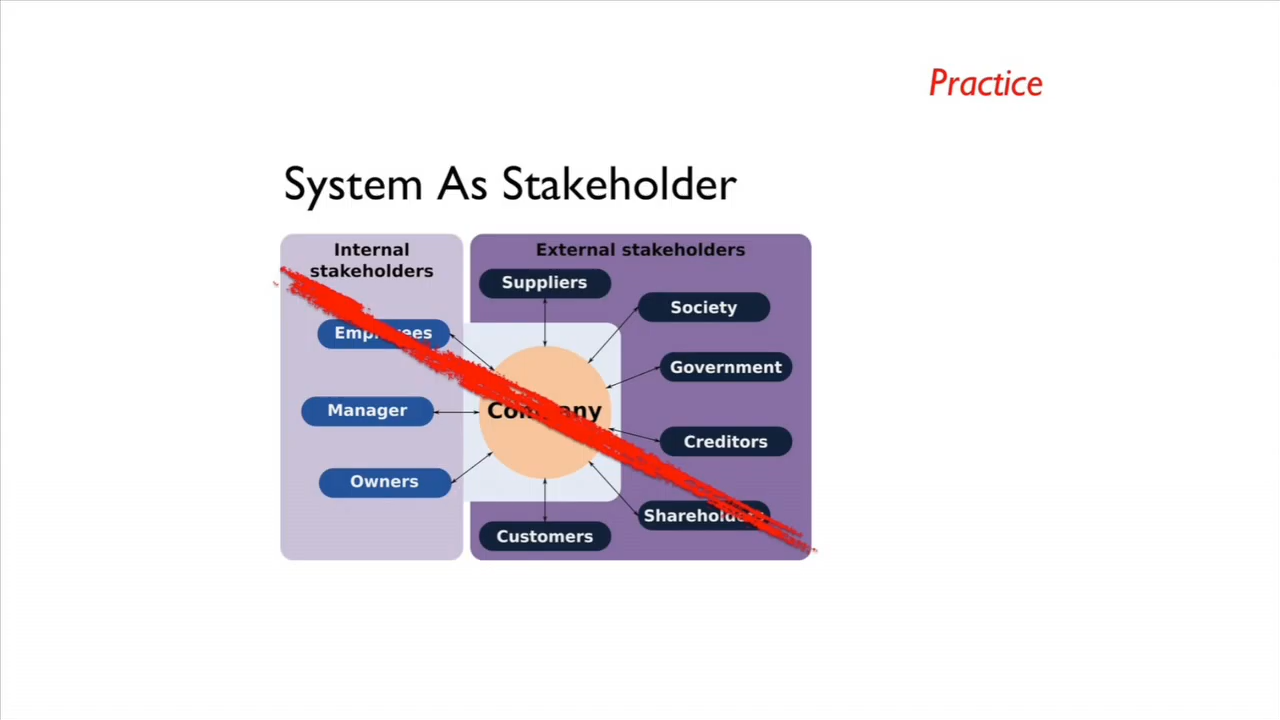 Practice
System As Stakeholder
Internal
stakeholders
External stakeholders
Suppliers
Society
Employees
Government
Manager
Company
Creditors
Owners
Shareholders
Customers